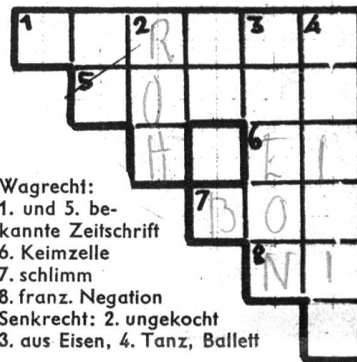 1 2 R 3 4
5 O
H 6 E I
7 B O
8 N I
Wagrecht:
1. und 5. be-
kannte Zeitschrift
6. Keimzelle
7. schlimm
8. franz. Negation
Senkrecht: 2. ungekocht
3. aus Eisen, 4. Tanz, Ballett